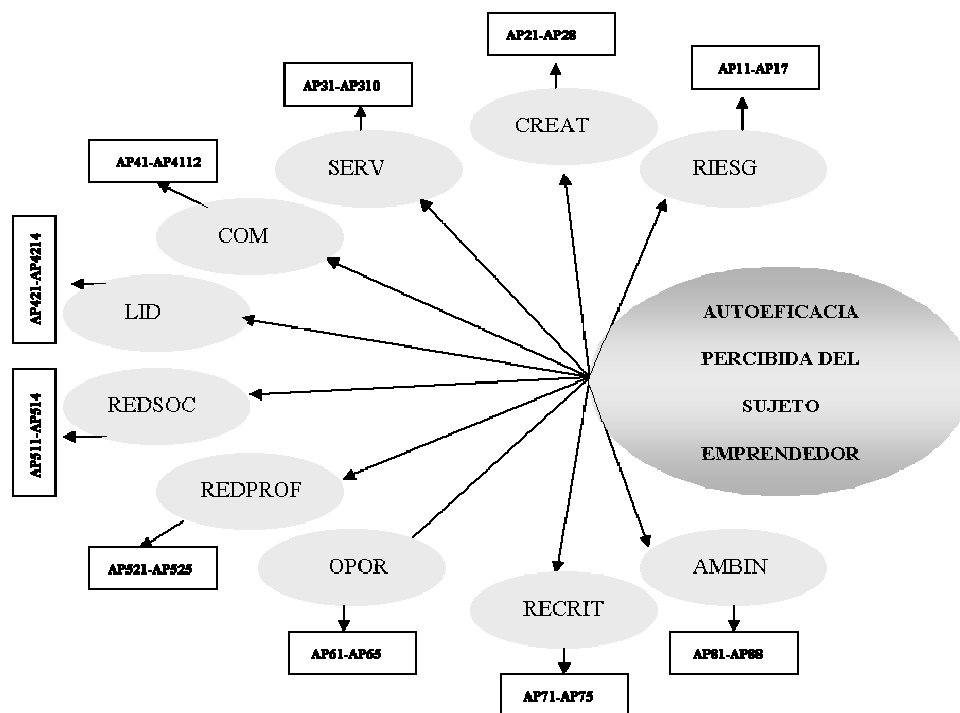 AP21-AP28
AP11-AP17
AP31-AP310
CREAT
SERV
RIESG
AP41-AP4112
COM
AP421-AP4214
LID
AUTOEFICACIA
PERCIBIDA DEL
SUJETO
EMPRENDEDOR
REDSOC
AP511-AP514
REDPROF
AP521-AP525
OPOR
AMBIN
RECRIT
AP61-AP65
AP81-AP88
AP71-AP75